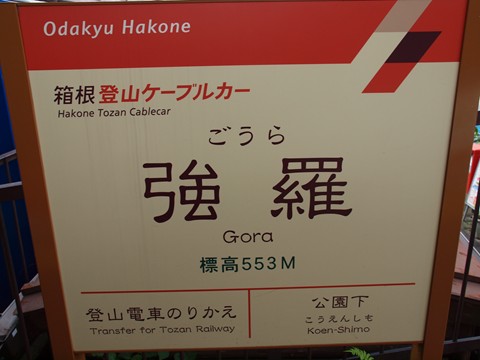 Odakyu Hakone
箱根登山ケーブルカー
Hakone Tozan Cablecar
ごうら
強羅
Gora
標高553M
登山電車のりかえ
Transfer for Tozan Railway
公園下
こうえんしも
Koen-Shimo